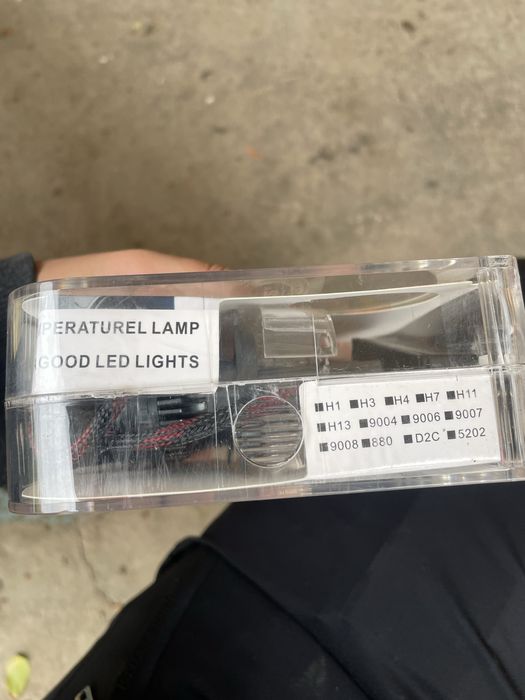 PERATUREL LAMP
GOOD LED LIGHTS
■H1 ■H3 ■H4 ■H7 ■H11
■H13 ■9004 ■9006 ■9007
■9008 ■880 ■D2C ■5202